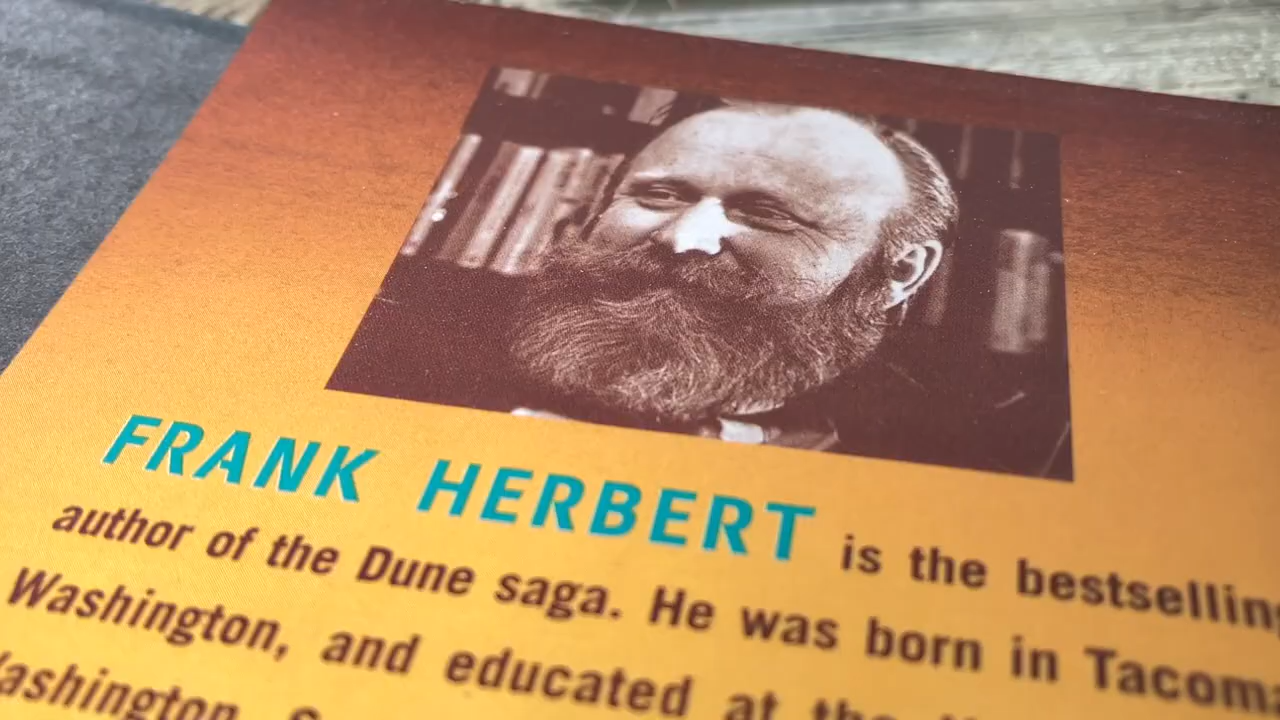 FRANK HERBERT is the bestselling
author of the Dune saga. He was born in Tacoma
Washington, and educated at the
Washington, S